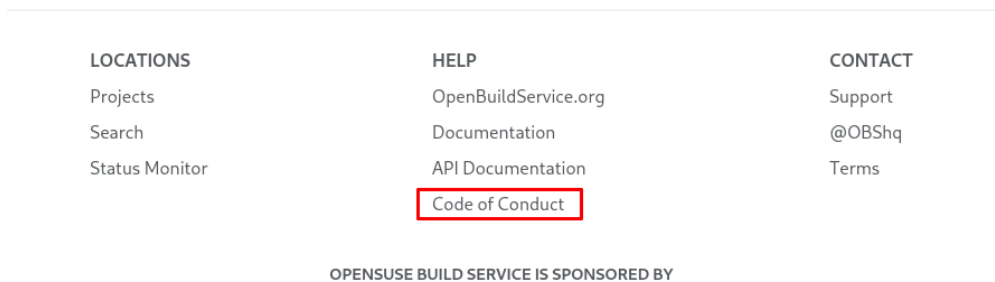 LOCATIONS
Projects
Search
Status Monitor
HELP
OpenBuildService.org
Documentation
API Documentation
Code of Conduct
CONTACT
Support
@OBShq
Terms
OPENSUSE BUILD SERVICE IS SPONSORED BY